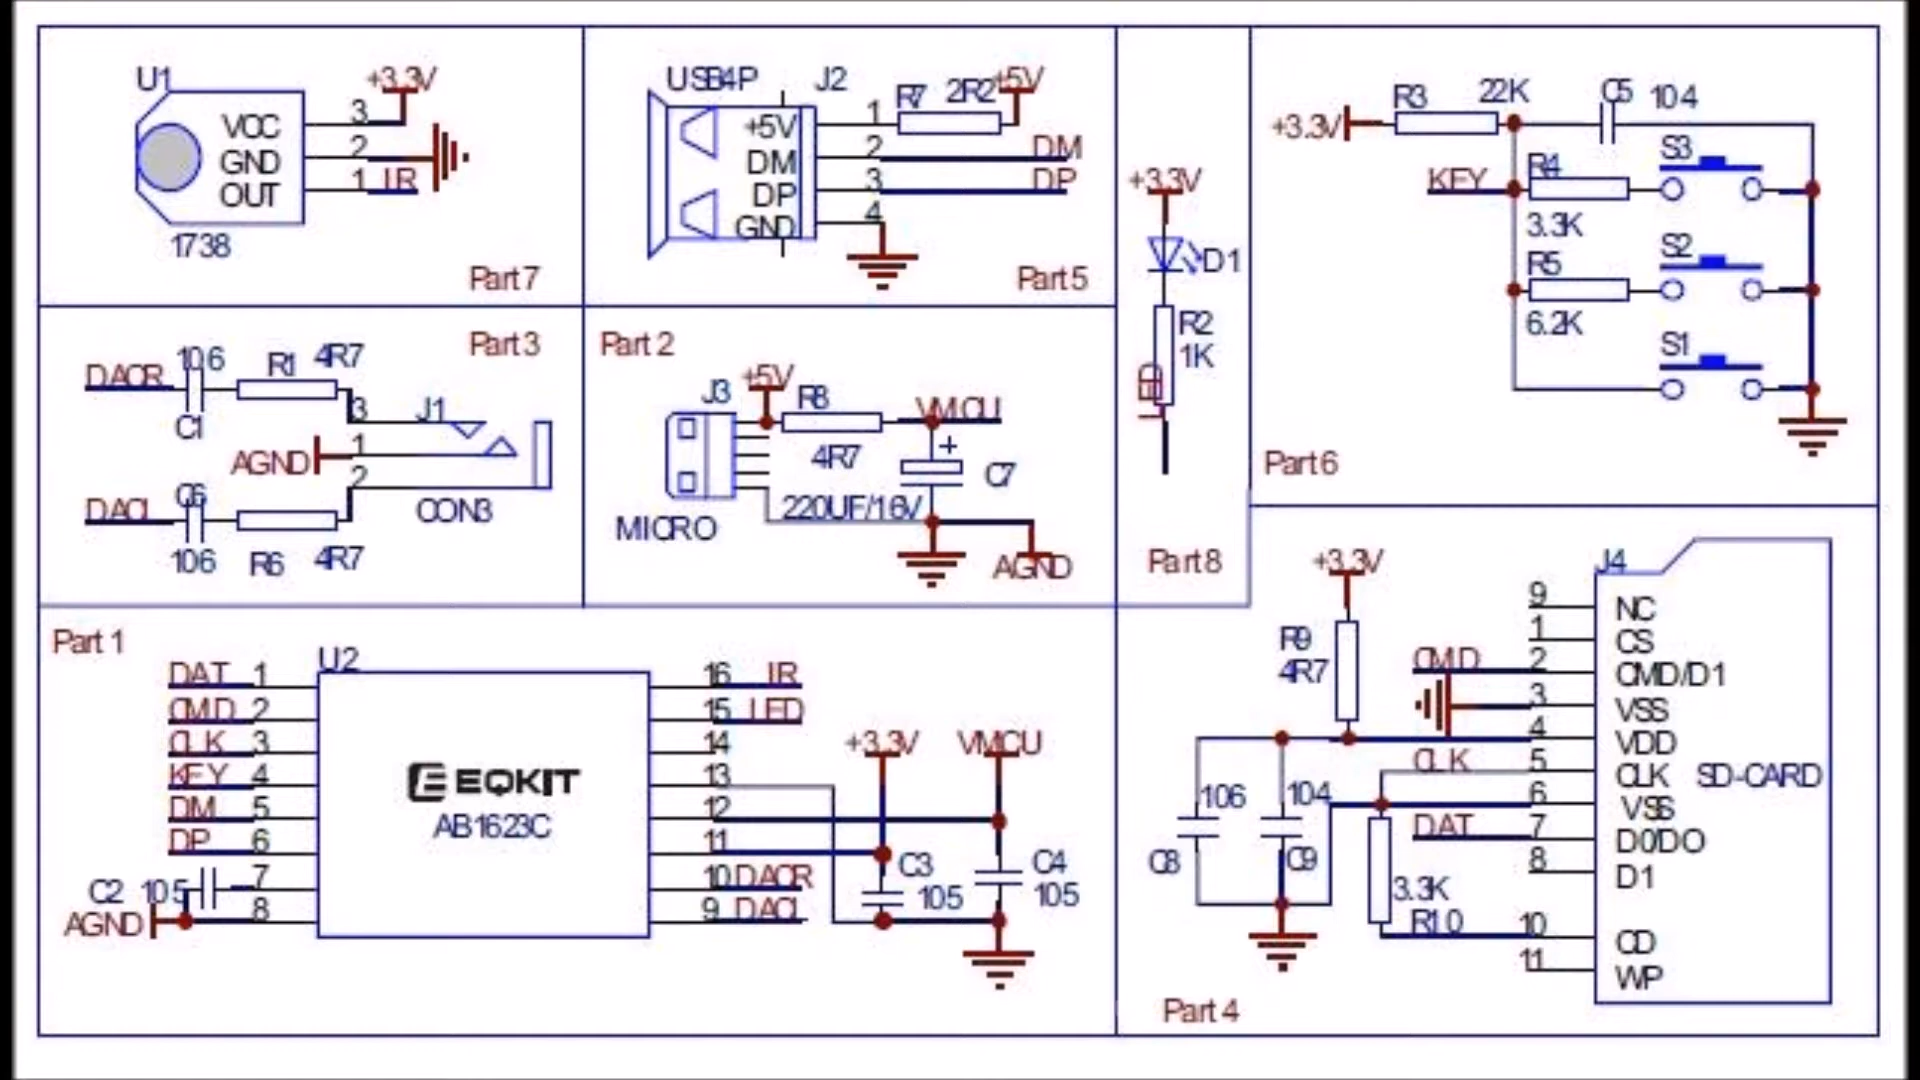 U1
+3.3V
VCC 3
GND 2
OUT 1 IR
1738
Part7
USB4P J2
R7 2R2 +5V
+5V 1
DM 2 DM
DP 3 DP
GND 4
Part5
+3.3V
D1
R2
1K
LED
Part8
R3 22K C5 104
+3.3V
S3
KEY R4
3.3K
S2
R5
6.2K
S1
Part6
Part3
DACR 106 R1 4R7
C1
3 J1
AGND 1
2
DACL C6
CON3
106 R6 4R7
Part 2
J3 +5V R8 VMCU
4R7 + C7
220UF/16V
MICRO
AGND
Part 1
U2
DAT 1
CMD 2
CLK 3
KEY 4
DM 5
DP 6
C2 105 7
AGND 8
EQKIT
AB1623C
16 IR
15 LED
14
13
12
11
10 DACR
9 DACL
+3.3V VMCU
C3
105
C4
105
+3.3V
J4
R9
4R7
9 NC
1 CS
CMD 2 CMD/D1
3 VSS
4 VDD
CLK 5 CLK SD-CARD
106 104 6 VSS
DAT 7 D0/DO
C8 C9 8 D1
3.3K
R10 10 CD
11 WP
Part 4